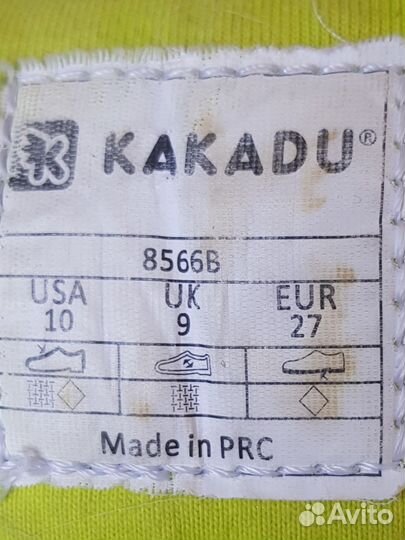 KAKADU®
8566B
USA UK EUR
10 9 27
Made in PRC
Avito